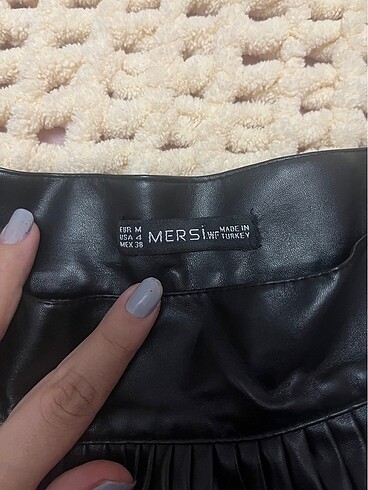 EUR M
USA 4
MEX 38
MERSİ
MADE IN
TURKEY